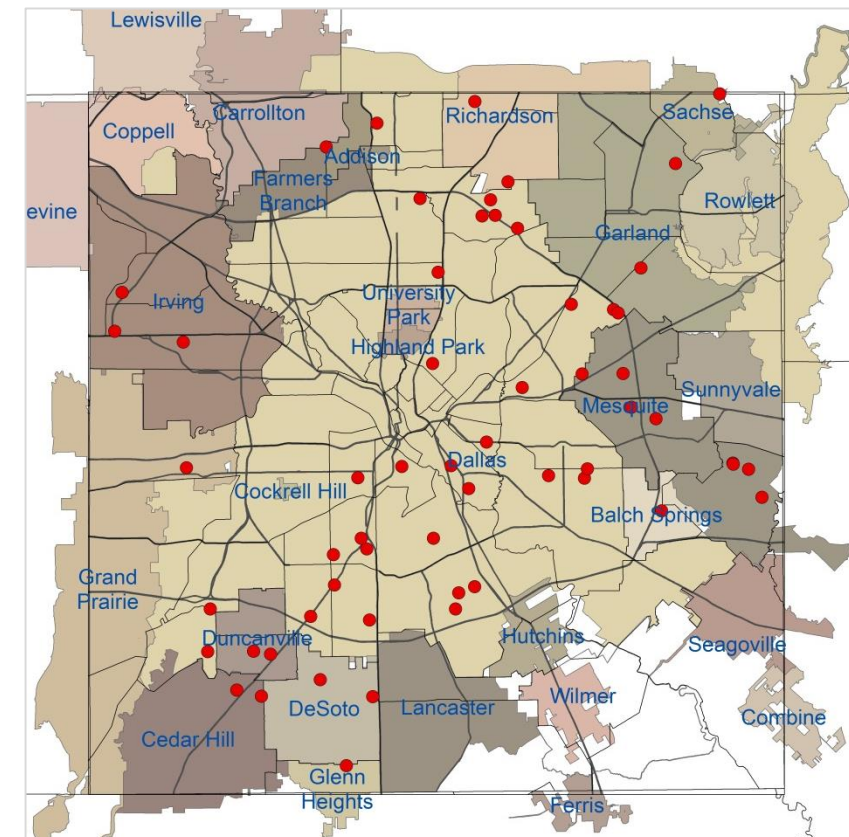 Lewisville
Carrollton
Coppell
Richardson
Sachse
Addison
Farmers
Branch
Rowlett
evine
Garland
Irving
University
Park
Highland Park
Sunnyvale
Mesquite
Dallas
Cockrell Hill
Balch Springs
Grand
Prairie
Duncanville
Hutchins
Seagoville
DeSoto
Lancaster
Wilmer
Combine
Cedar Hill
Glenn
Heights
Ferris